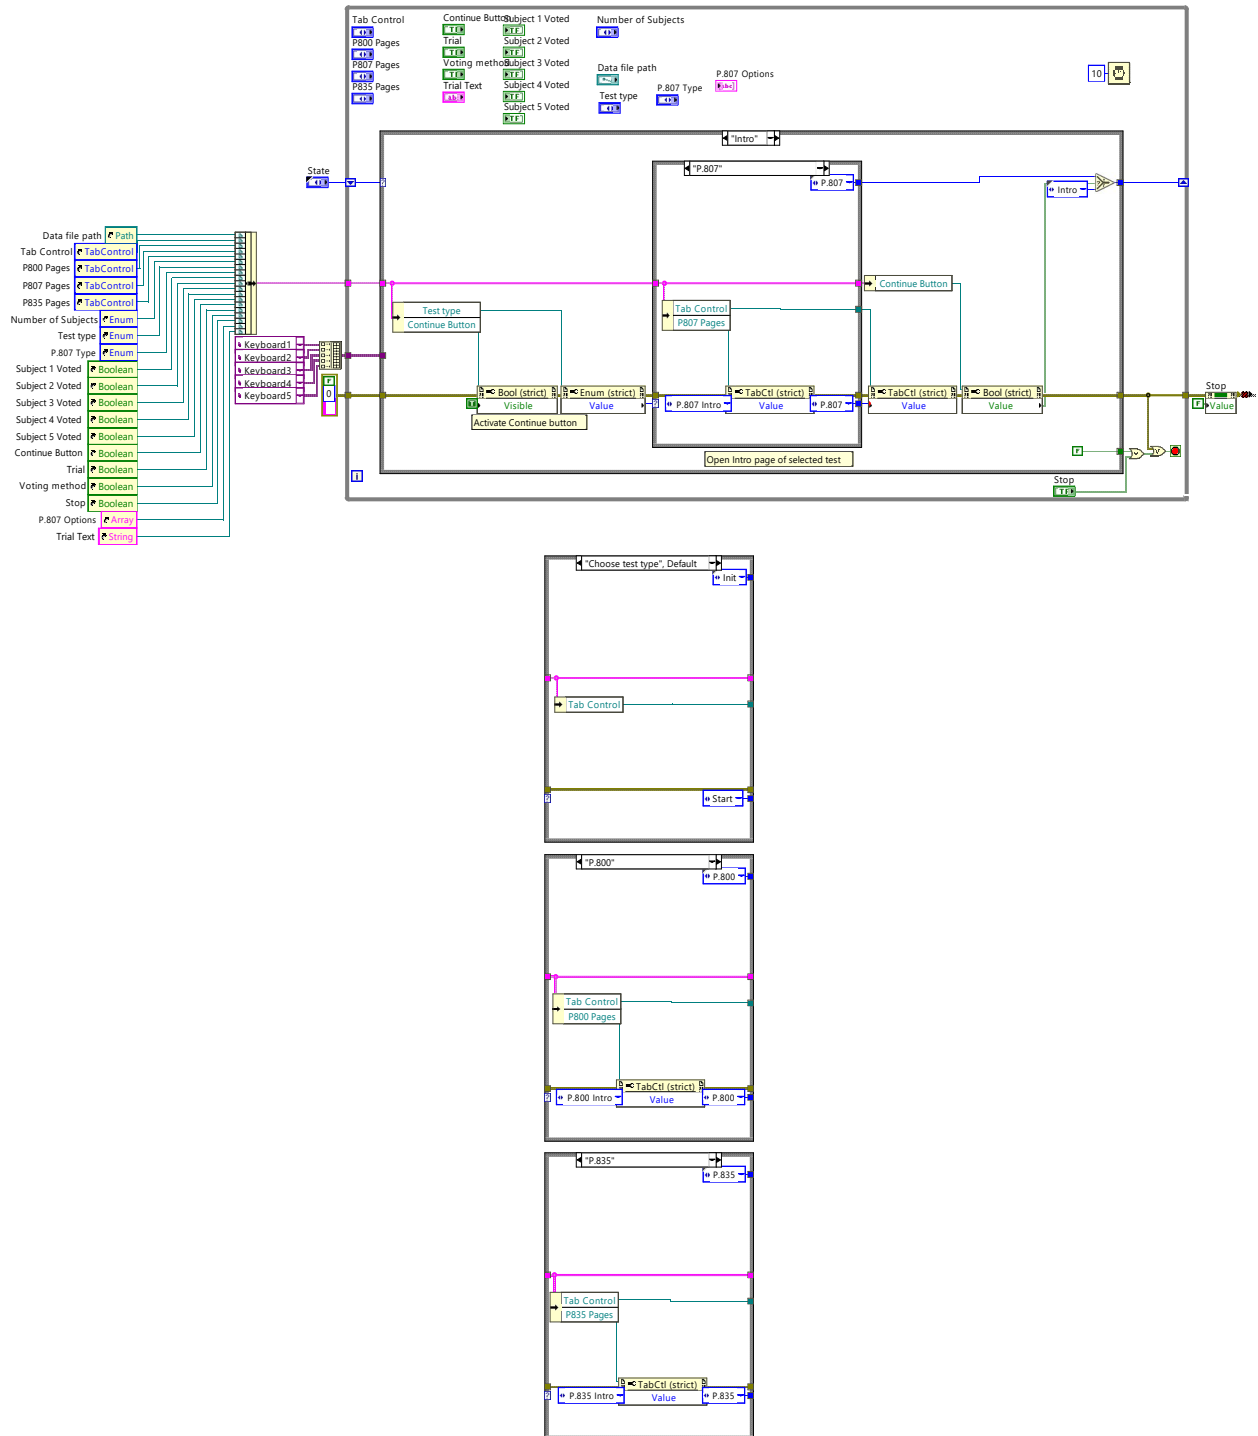 Tab Control
P800 Pages
P807 Pages
P835 Pages
Continue Button
Trial
Voting method
Trial Text
Subject 1 Voted
Subject 2 Voted
Subject 3 Voted
Subject 4 Voted
Subject 5 Voted
Number of Subjects
Data file path
Test type
P.807 Type
P.807 Options
10
"Intro"
State
"P.807"
P.807
Intro
Data file path Path
Tab Control TabControl
P800 Pages TabControl
P807 Pages TabControl
P835 Pages TabControl
Number of Subjects Enum
Test type Enum
P.807 Type Enum
Subject 1 Voted Boolean
Subject 2 Voted Boolean
Subject 3 Voted Boolean
Subject 4 Voted Boolean
Subject 5 Voted Boolean
Continue Button Boolean
Trial Boolean
Voting method Boolean
Stop Boolean
P.807 Options Array
Trial Text String
Keyboard1
Keyboard2
Keyboard3
Keyboard4
Keyboard5
F
0
Test type
Continue Button
Tab Control
P807 Pages
Continue Button
T
Bool (strict)
Visible
Enum (strict)
Value
Activate Continue button
P.807 Intro
TabCtl (strict)
Value
P.807
TabCtl (strict)
Value
Bool (strict)
Value
Open Intro page of selected test
i
F
Stop
TF
Stop
F
Value
"Choose test type", Default
Init
Tab Control
Start
"P.800"
P.800
Tab Control
P800 Pages
P.800 Intro
TabCtl (strict)
Value
P.800
"P.835"
P.835
Tab Control
P835 Pages
P.835 Intro
TabCtl (strict)
Value
P.835